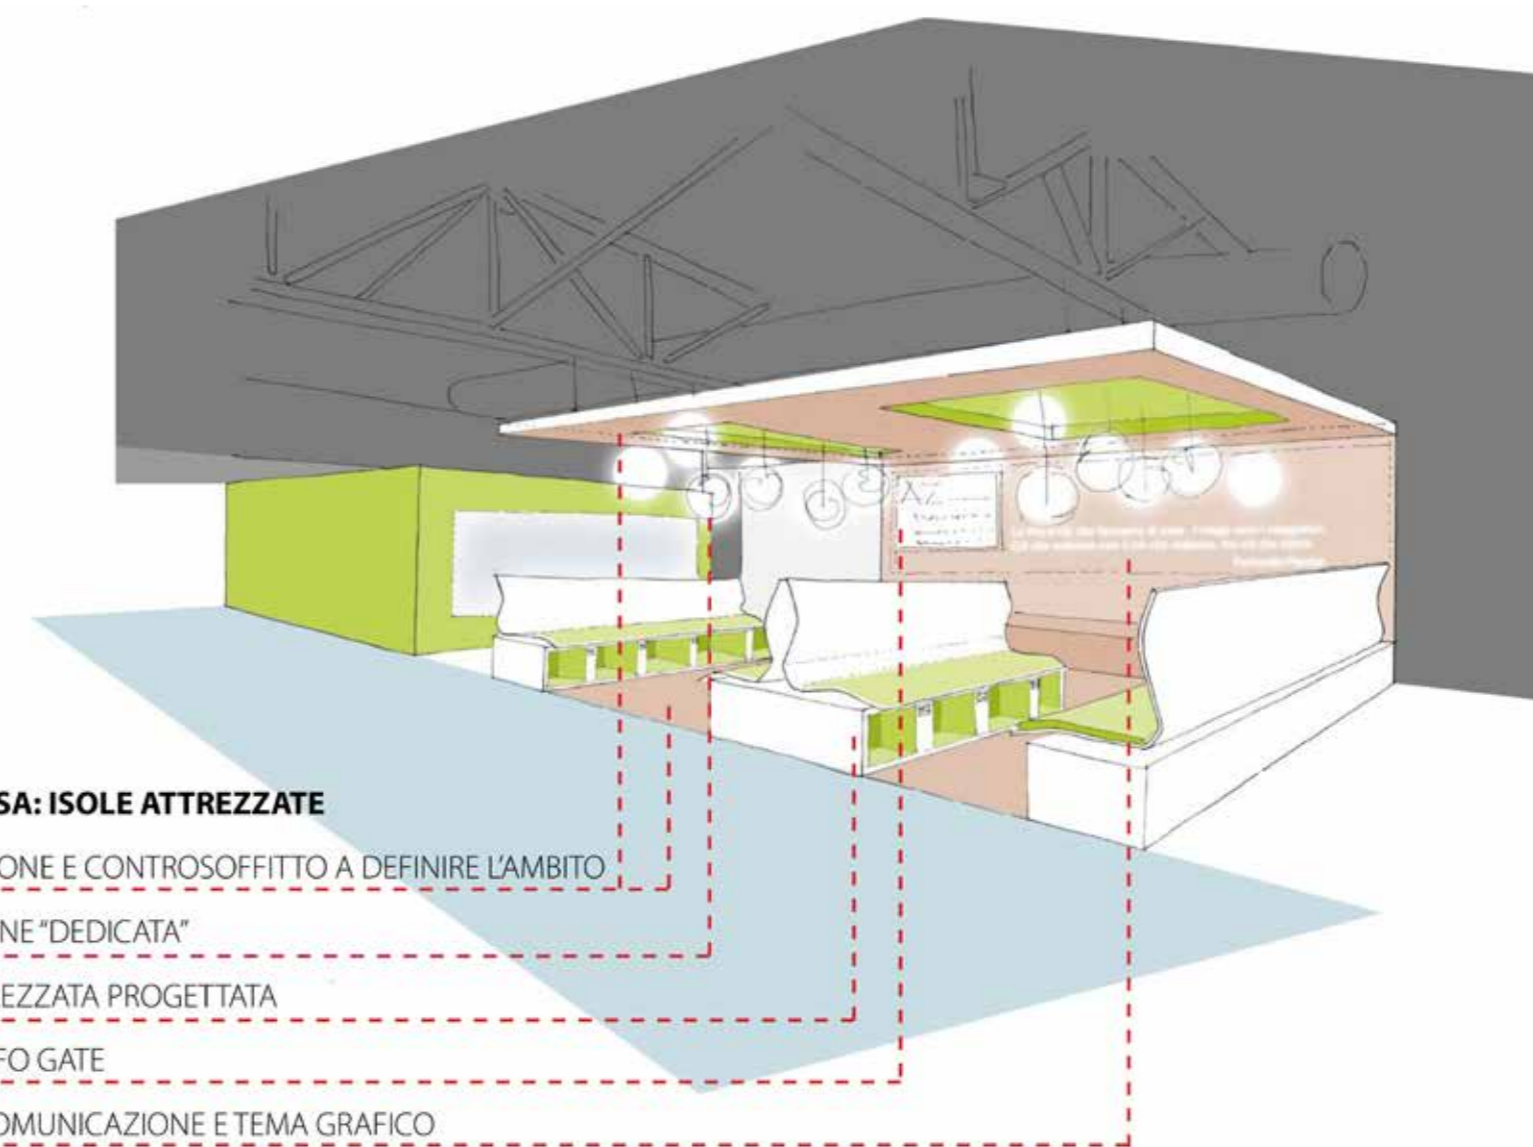 SA: ISOLE ATTREZZATE
ONE E CONTROSOFFITTO A DEFINIRE L'AMBITO
NE "DEDICATA"
EZZATA PROGETTATA
FO GATE
OMUNICAZIONE E TEMA GRAFICO